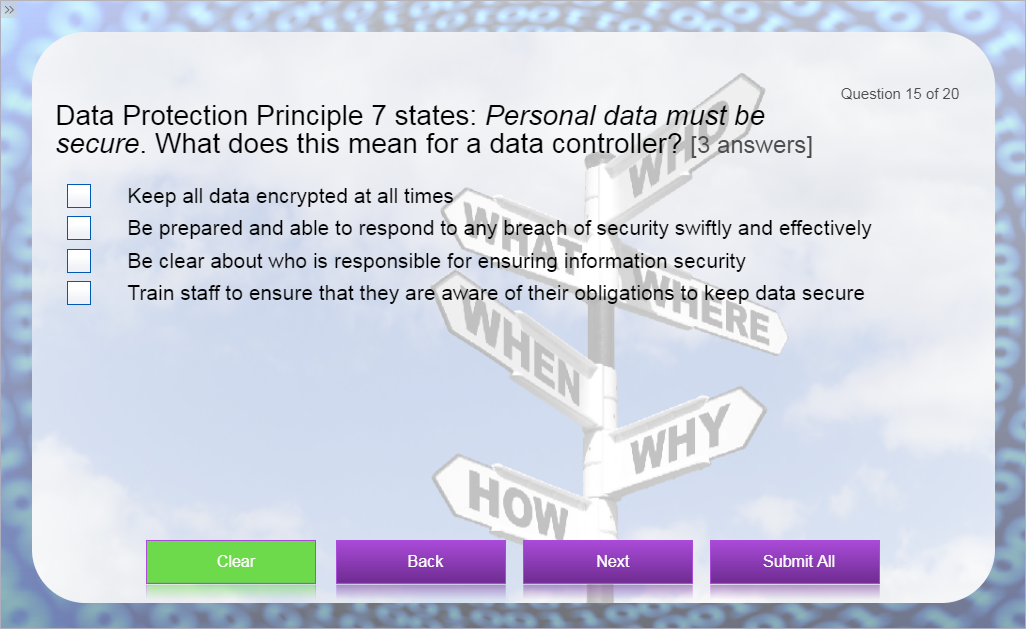 »
Question 15 of 20
Data Protection Principle 7 states: Personal data must be
secure. What does this mean for a data controller? [3 answers]
Keep all data encrypted at all times
Be prepared and able to respond to any breach of security swiftly and effectively
Be clear about who is responsible for ensuring information security
Train staff to ensure that they are aware of their obligations to keep data secure
WHO
WHAT
WHERE
WHEN
WHY
HOW
Clear
Back
Next
Submit All